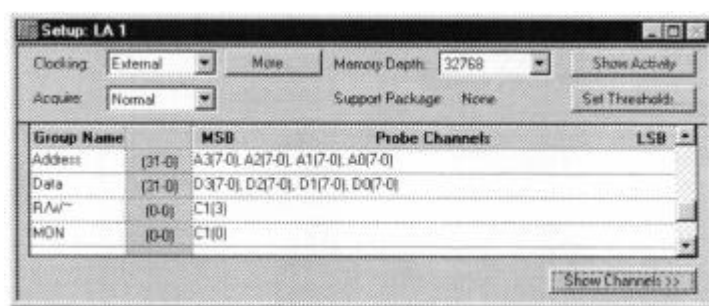 Setup: LA 1
Clocking: External More Memory Depth: 32768 Show Activity
Acquire: Normal Support Package None Set Thresholds
Group Name MSB Probe Channels LSB
Address (31-0) A3(7-0), A2(7-0), A1(7-0), A0(7-0)
Data (31-0) D3(7-0), D2(7-0), D1(7-0), D0(7-0)
R/W~ (0-0) C1(3)
MON (0-0) C1(0)
Show Channels >>